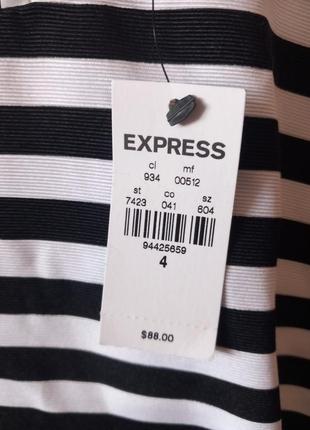 EXPRESS
cl mf
934 00512
st co sz
7423 041 604
94425659
4
$88.00